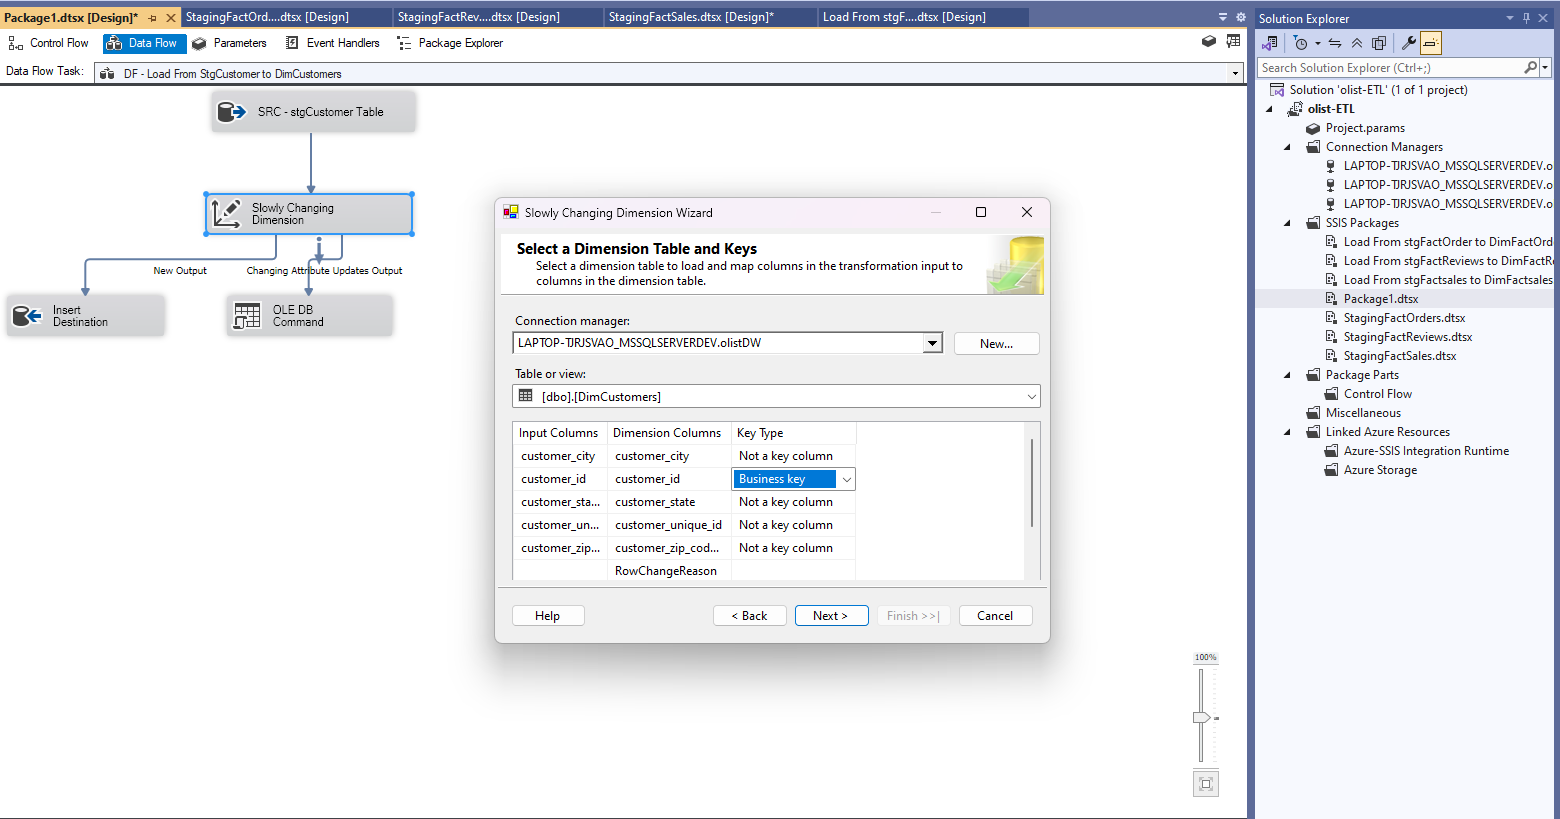 Package1.dtsx [Design]*
StagingFactOrd....dtsx [Design]
StagingFactRev....dtsx [Design]
StagingFactSales.dtsx [Design]*
Load From stgF....dtsx [Design]
Control Flow
Data Flow
Parameters
Event Handlers
Package Explorer
Data Flow Task:
DF - Load From StgCustomer to DimCustomers
SRC - stgCustomer Table
Slowly Changing
Dimension
New Output
Changing Attribute Updates Output
Insert
Destination
OLE DB
Command
Slowly Changing Dimension Wizard
Select a Dimension Table and Keys
Select a dimension table to load and map columns in the transformation input to
columns in the dimension table.
Connection manager:
LAPTOP-TJRJSVAO_MSSQLSERVERDEV.olistDW
New...
Table or view:
[dbo].[DimCustomers]
Input Columns Dimension Columns Key Type
customer_city customer_city Not a key column
customer_id customer_id Business key
customer_sta... customer_state Not a key column
customer_un... customer_unique_id Not a key column
customer_zip... customer_zip_cod... Not a key column
RowChangeReason
Help
< Back
Next >
Finish >>|
Cancel
100%
Solution Explorer
Search Solution Explorer (Ctrl+;)
Solution 'olist-ETL' (1 of 1 project)
olist-ETL
Project.params
Connection Managers
LAPTOP-TJRJSVAO_MSSQLSERVERDEV.o
LAPTOP-TJRJSVAO_MSSQLSERVERDEV.o
LAPTOP-TJRJSVAO_MSSQLSERVERDEV.o
SSIS Packages
Load From stgFactOrder to DimFactOrd
Load From stgFactReviews to DimFactR
Load From stgFactsales to DimFactsales
Package1.dtsx
StagingFactOrders.dtsx
StagingFactReviews.dtsx
StagingFactSales.dtsx
Package Parts
Control Flow
Miscellaneous
Linked Azure Resources
Azure-SSIS Integration Runtime
Azure Storage